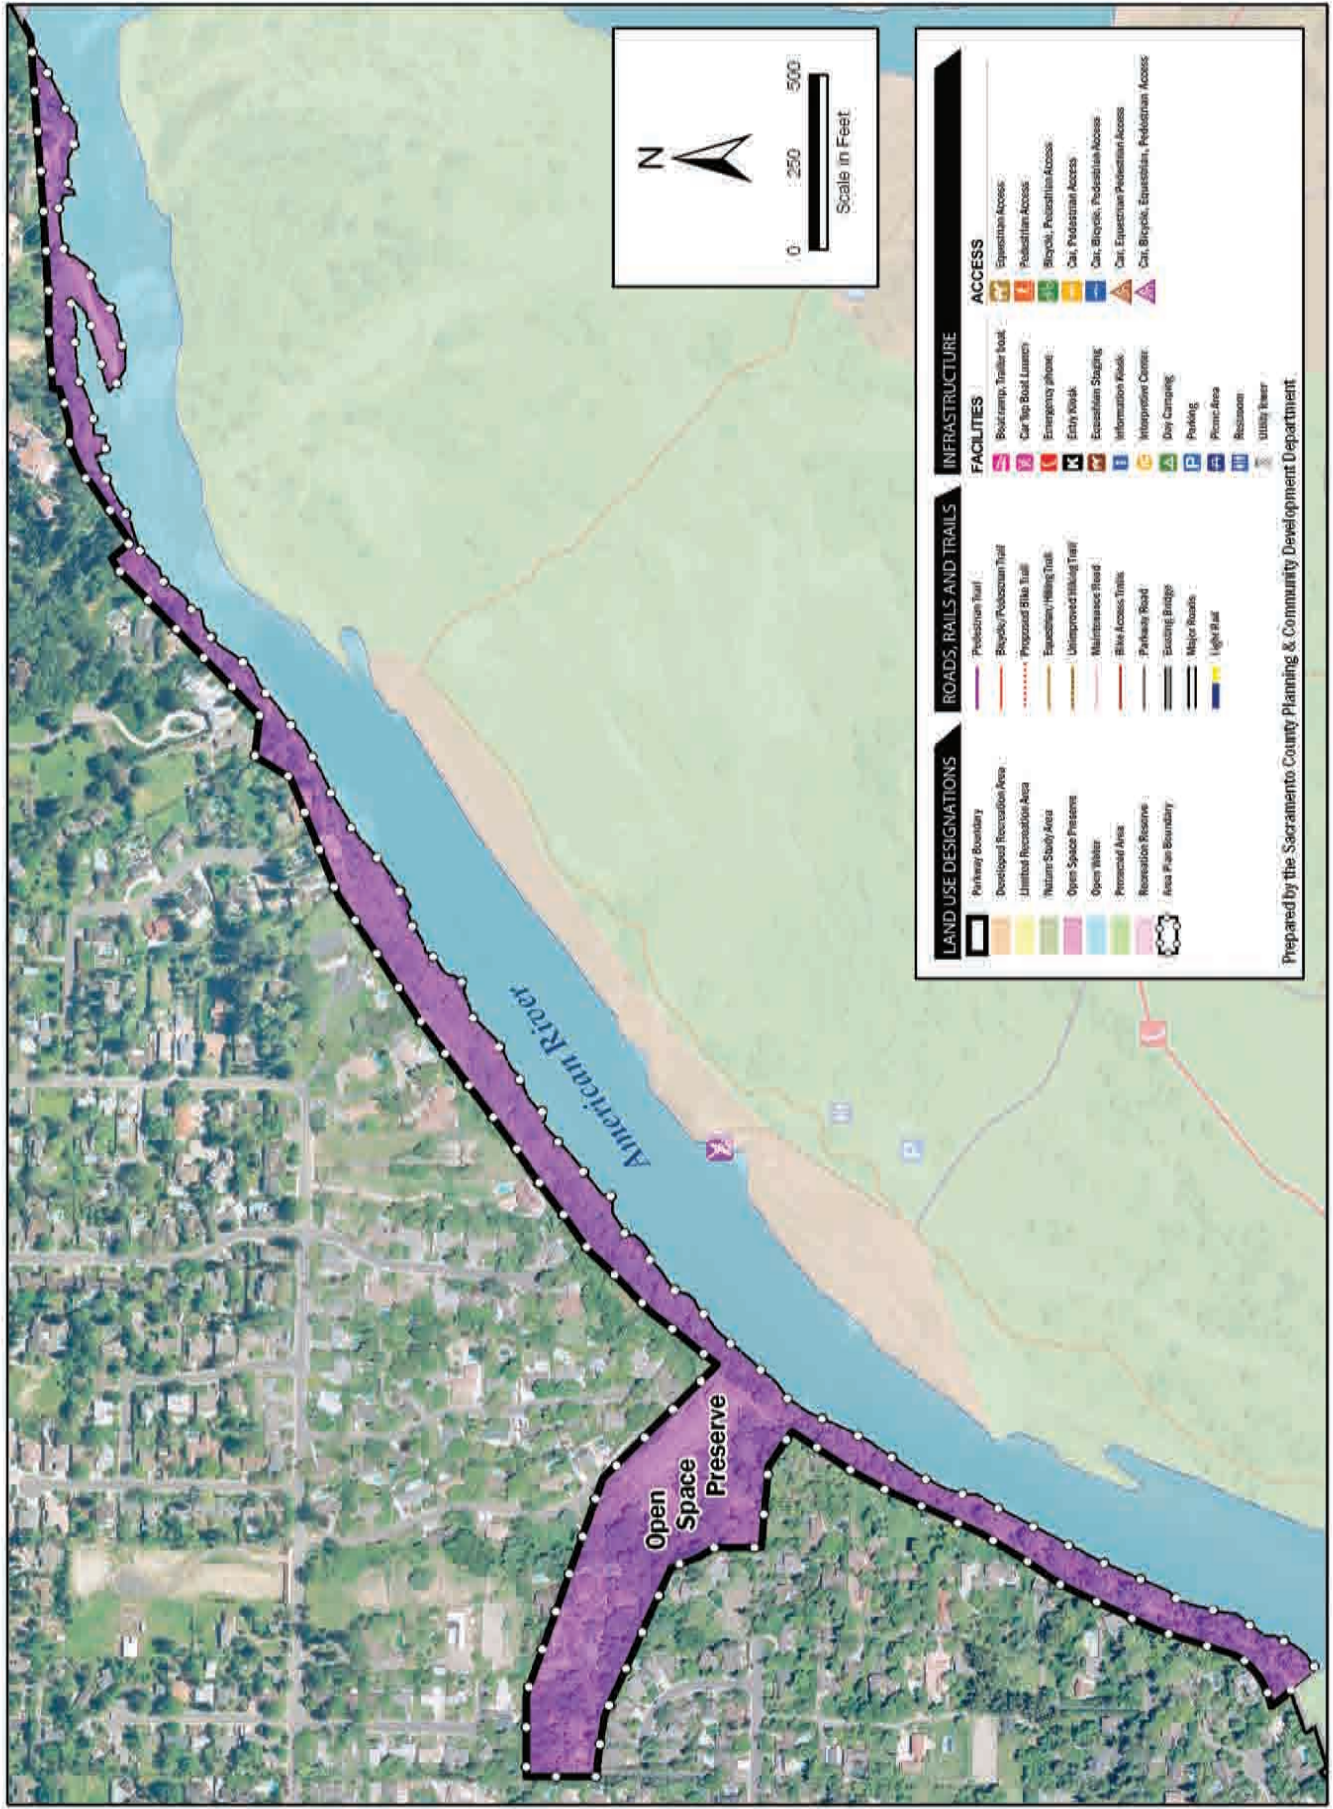 American River
Open
Space
Preserve
N
0 250 500
Scale in Feet
LAND USE DESIGNATIONS
Parkway Boundary
Developed Recreation Area
Limited Recreation Area
Nature Study Area
Open Space Preserve
Open Water
Protected Area
Recreation Reserve
Area Plan Boundary
ROADS, RAILS AND TRAILS
Pedestrian Trail
Bicycle/Pedestrian Trail
Proposed Bike Trail
Equestrian/Hiking Trail
Unimproved Hiking Trail
Maintenance Road
Bike Access Trails
Parkway Road
Existing Bridge
Major Roads
Light Rail
INFRASTRUCTURE
FACILITIES
Boat ramp, Trailer boat
Car Top Boat Launch
Emergency phone
Entry Kiosk
Equestrian Staging
Information Kiosk
Interpretive Center
Day Camping
Parking
Picnic Area
Restroom
Utility Tower
ACCESS
Equestrian Access
Pedestrian Access
Bicycle, Pedestrian Access
Car, Pedestrian Access
Car, Bicycle, Pedestrian Access
Car, Equestrian Pedestrian Access
Car, Bicycle, Equestrian, Pedestrian Access
Prepared by the Sacramento County Planning & Community Development Department